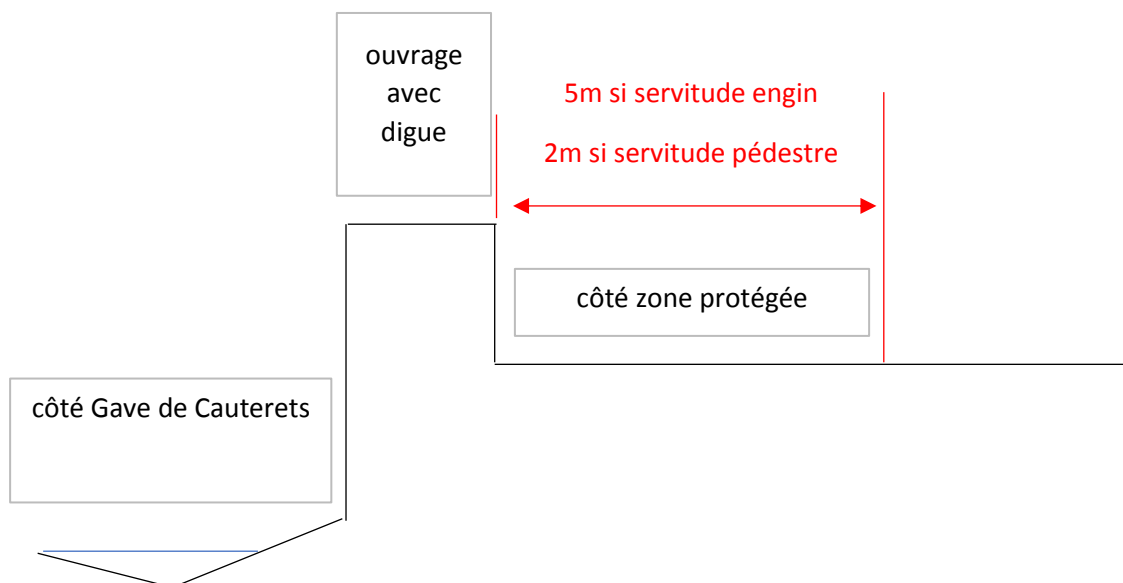 ouvrage
avec
digue
5m si servitude engin
2m si servitude pédestre
côté zone protégée
côté Gave de Cauterets